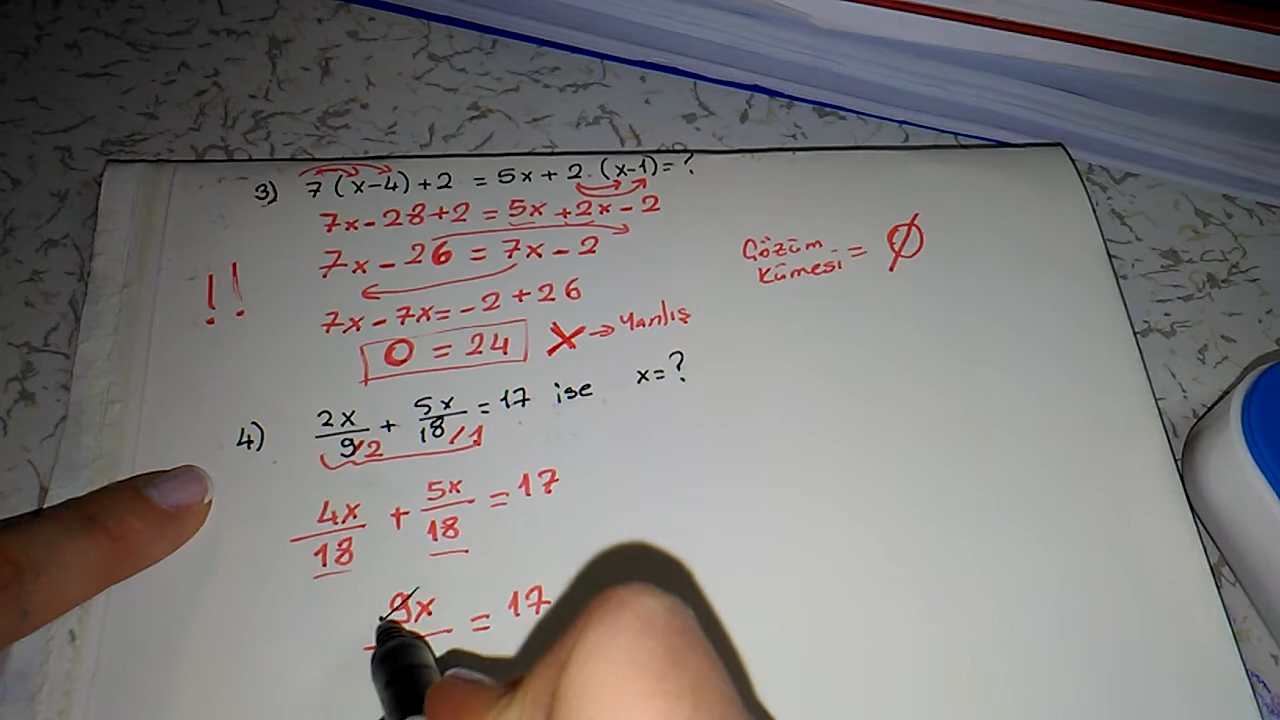 3) 7(x-4)+2 = 5x+2.(x-1)=?
7x-28+2 = 5x+2x-2
7x-26 = 7x-2
!!
7x-7x=-2+26
0 = 24 X → Yanlış
Çözüm Kümesi = ∅
4) 2x/9 + 5x/18 = 17 ise x=?
/2 /1
4x/18 + 5x/18 = 17
9x = 17